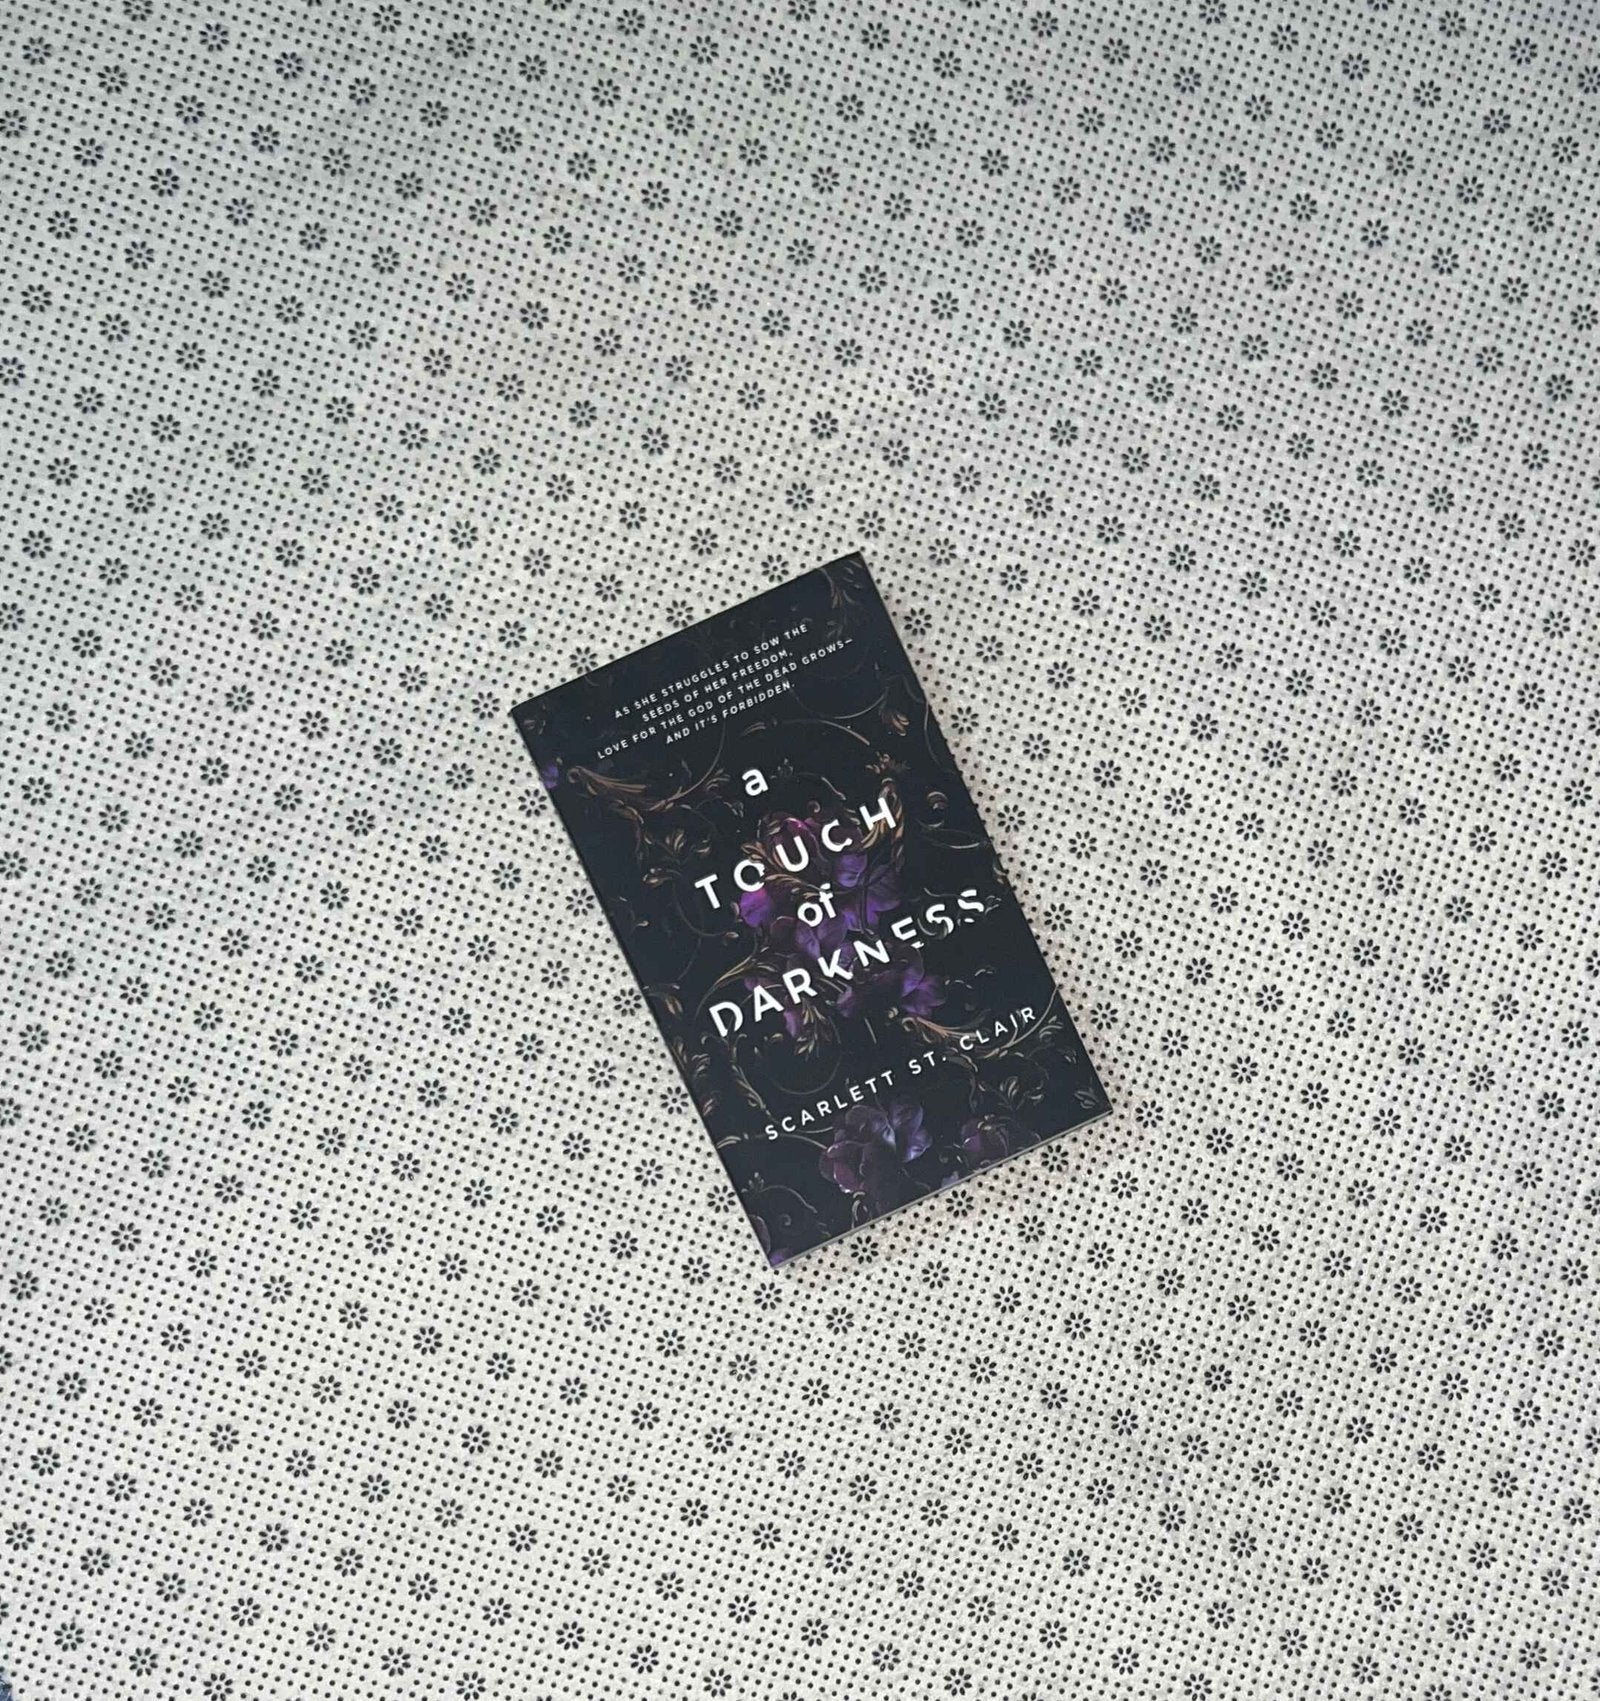 AS SHE STRUGGLES TO SOW THE
SEEDS OF HER FREEDOM,
LOVE FOR THE GOD OF THE DEAD GROWS—
AND IT'S FORBIDDEN.
a
TOUCH
of
DARKNESS
SCARLETT ST. CLAIR